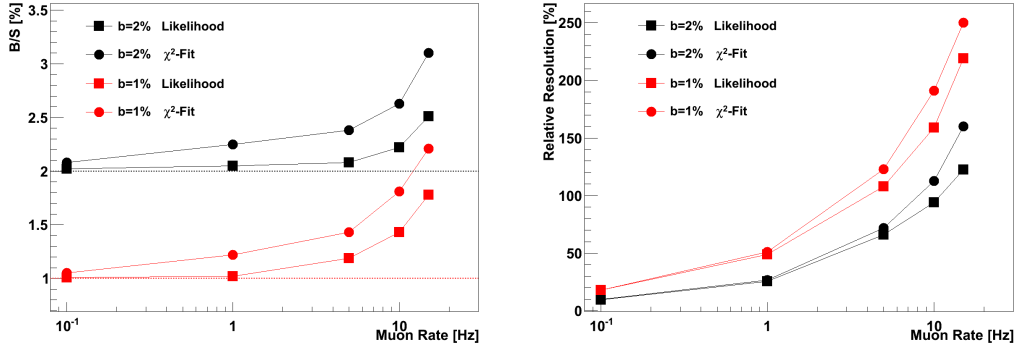 B/S [%]
3.5
3
2.5
2
1.5
1
b=2% Likelihood
b=2% χ²-Fit
b=1% Likelihood
b=1% χ²-Fit
10⁻¹ 1 10
Muon Rate [Hz]
Relative Resolution [%]
250
200
150
100
50
0
b=2% Likelihood
b=2% χ²-Fit
b=1% Likelihood
b=1% χ²-Fit
10⁻¹ 1 10
Muon Rate [Hz]